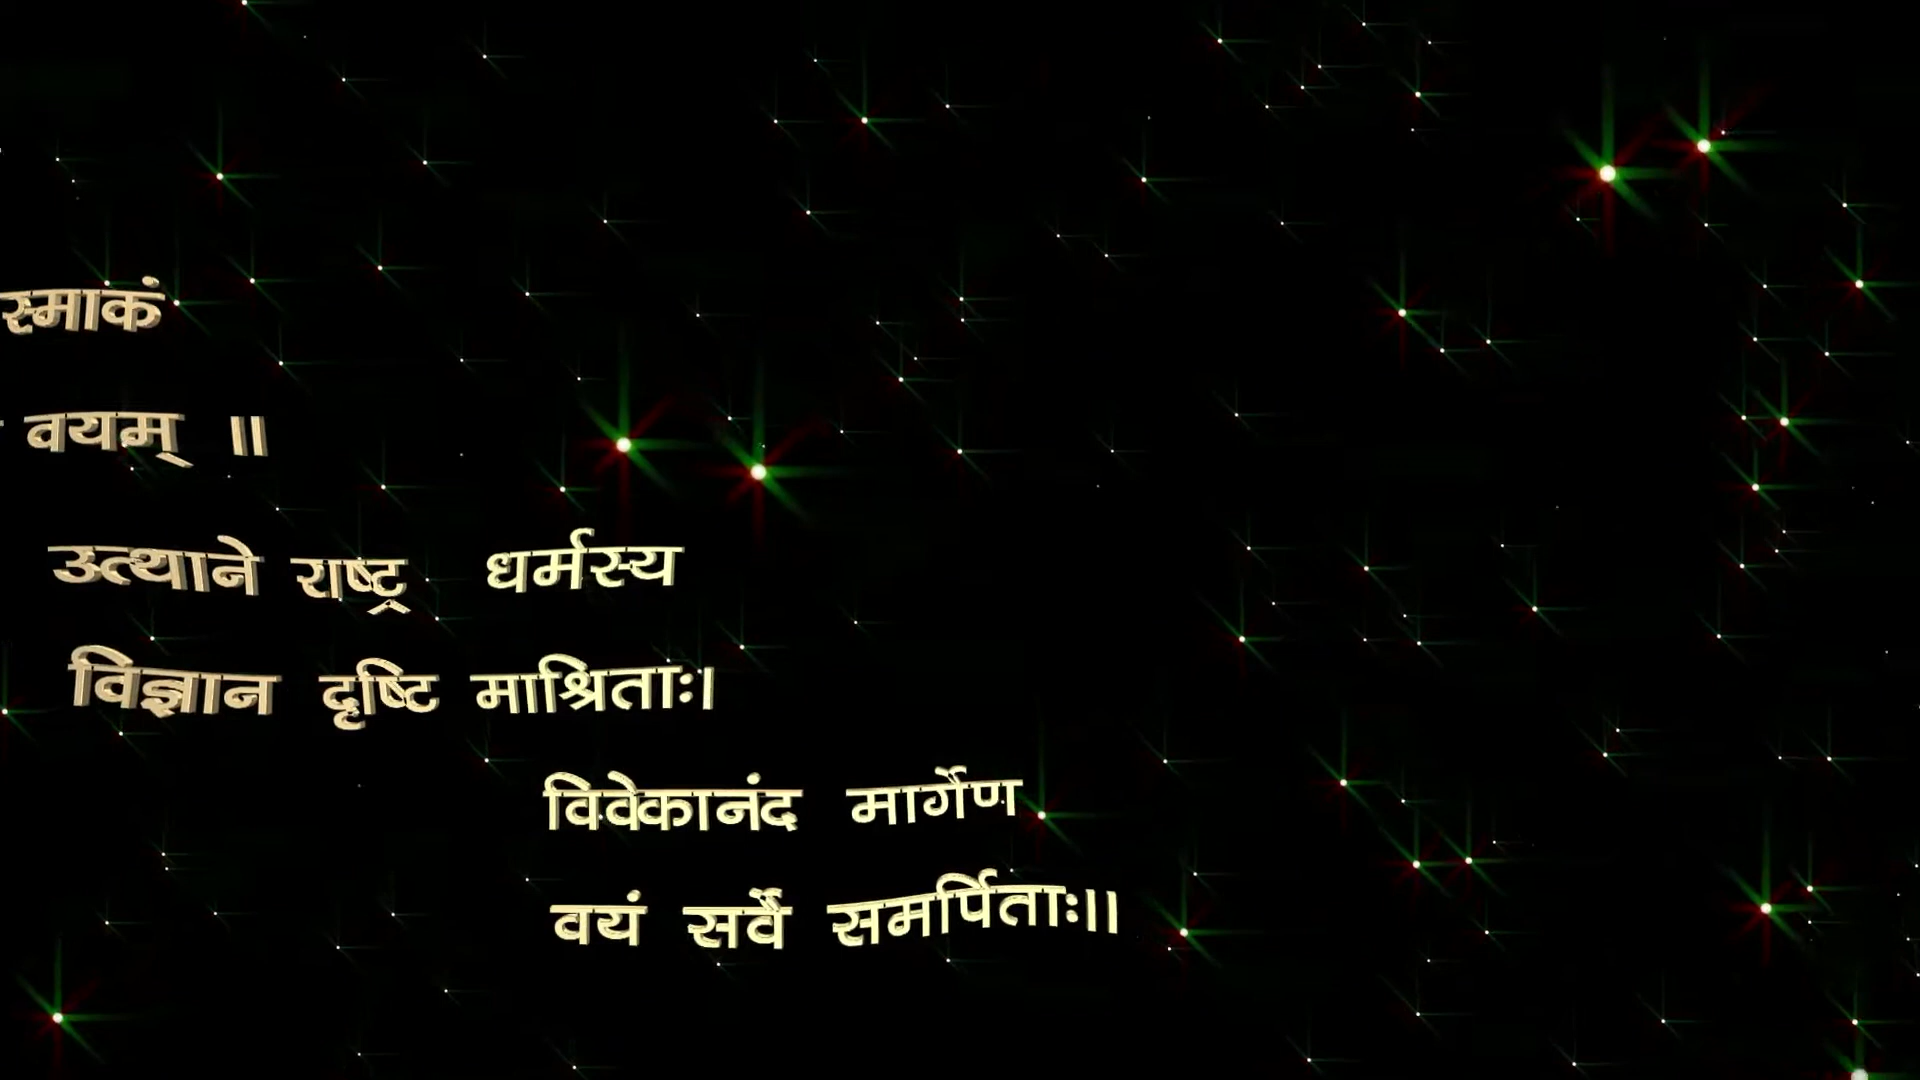 स्माकं
वयम् ॥
उत्थाने राष्ट्र धर्मस्य
विज्ञान दृष्टि माश्रिताः।
विवेकानंद मार्गेण
वयं सर्वे समर्पिताः॥